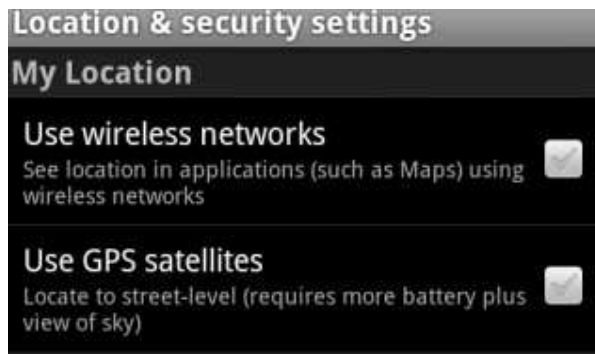 Location & security settings
My Location
Use wireless networks
See location in applications (such as Maps) using
wireless networks
Use GPS satellites
Locate to street-level (requires more battery plus
view of sky)